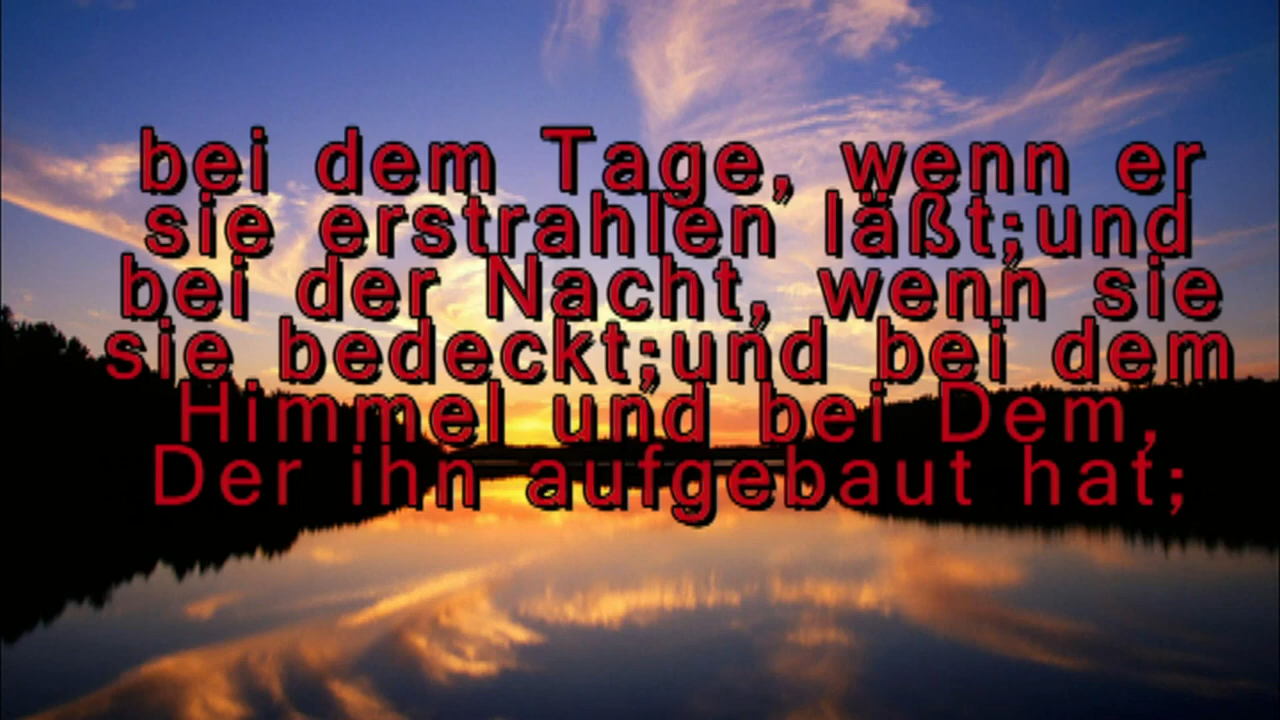 bei dem Tage, wenn er
sie erstrahlen läßt;und
bei der Nacht, wenn sie
sie bedeckt;und bei dem
Himmel und bei Dem,
Der ihn aufgebaut hat;